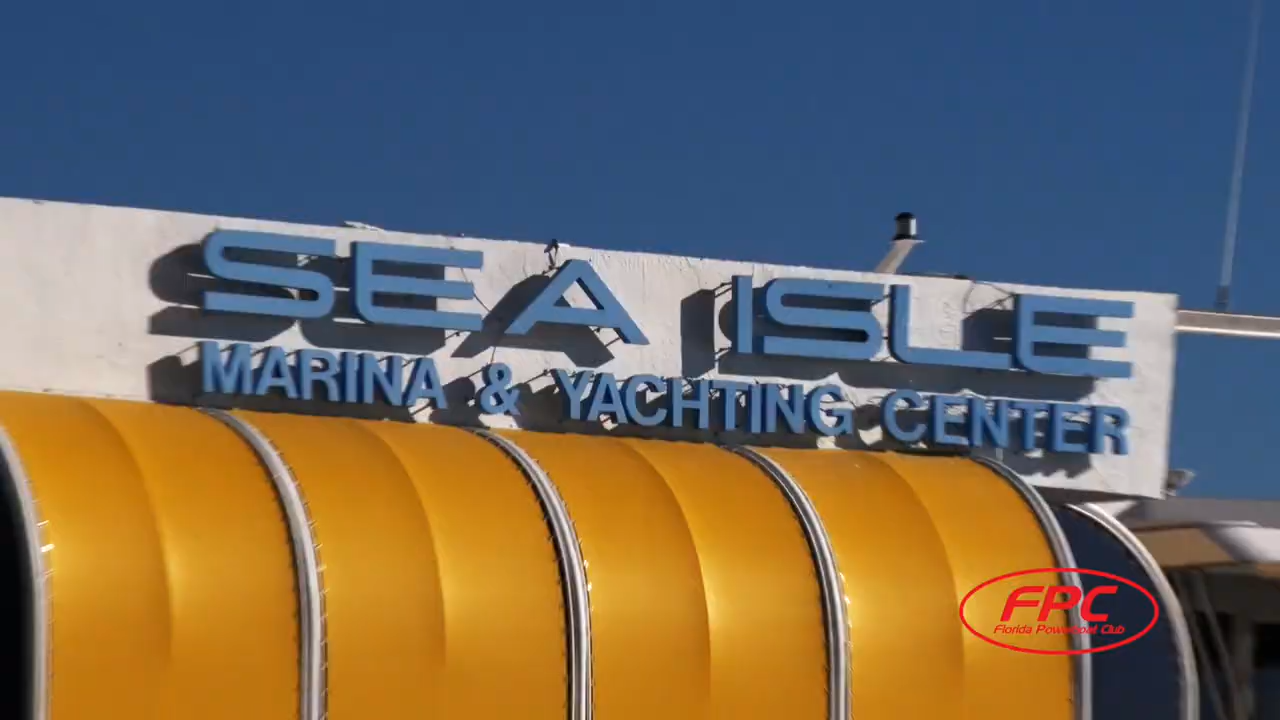 SEA ISLE
MARINA & YACHTING CENTER
FPC
Florida Powerboat Club